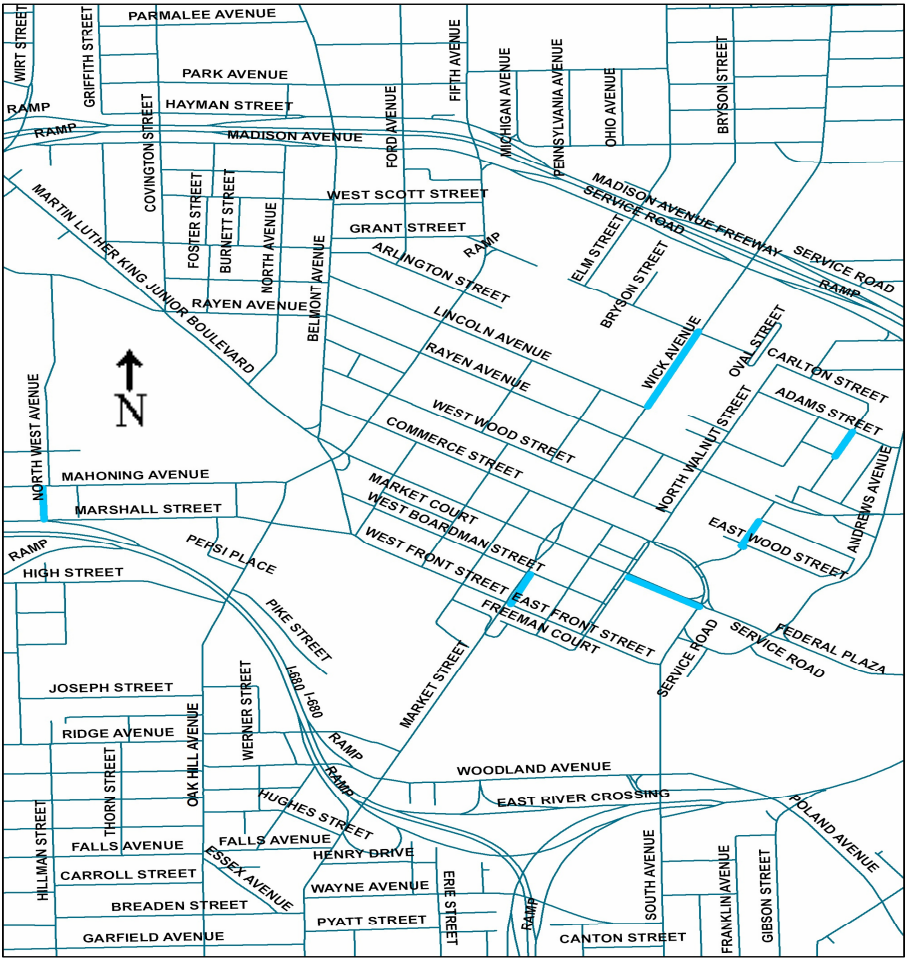 WIRT STREET
GRIFFITH STREET
PARMALEE AVENUE
FIFTH AVENUE
BRYSON STREET
MICHIGAN AVENUE
PENNSYLVANIA AVENUE
OHIO AVENUE
PARK AVENUE
HAYMAN STREET
RAMP
RAMP
COVINGTON STREET
MADISON AVENUE
FORD AVENUE
MARTIN LUTHER KING JUNIOR BOULEVARD
FOSTER STREET
BURNETT STREET
NORTH AVENUE
WEST SCOTT STREET
MADISON AVENUE FREEWAY
SERVICE ROAD
GRANT STREET
RAMP
ELM STREET
BRYSON STREET
SERVICE ROAD
RAMP
ARLINGTON STREET
BELMONT AVENUE
RAYEN AVENUE
LINCOLN AVENUE
RAYEN AVENUE
WICK AVENUE
OVAL STREET
CARLTON STREET
ADAMS STREET
N
NORTH WEST AVENUE
WEST WOOD STREET
COMMERCE STREET
NORTH WALNUT STREET
ANDREWS AVENUE
MAHONING AVENUE
MARSHALL STREET
MARKET COURT
WEST BOARDMAN STREET
WEST FRONT STREET
EAST WOOD STREET
RAMP
PEPSI PLACE
HIGH STREET
EAST FRONT STREET
FREEMAN COURT
PIKE STREET
SERVICE ROAD
SERVICE ROAD
FEDERAL PLAZA
MARKET STREET
JOSEPH STREET
WERNER STREET
I-680
I-680
RIDGE AVENUE
OAK HILL AVENUE
RAMP
RAMP
WOODLAND AVENUE
EAST RIVER CROSSING
POLAND AVENUE
THORN STREET
HILLMAN STREET
HUGHES STREET
FALLS AVENUE
FALLS AVENUE
ESSEX AVENUE
HENRY DRIVE
CARROLL STREET
WAYNE AVENUE
BREADEN STREET
PYATT STREET
GARFIELD AVENUE
ERIE STREET
RAMP
SOUTH AVENUE
FRANKLIN AVENUE
GIBSON STREET
CANTON STREET